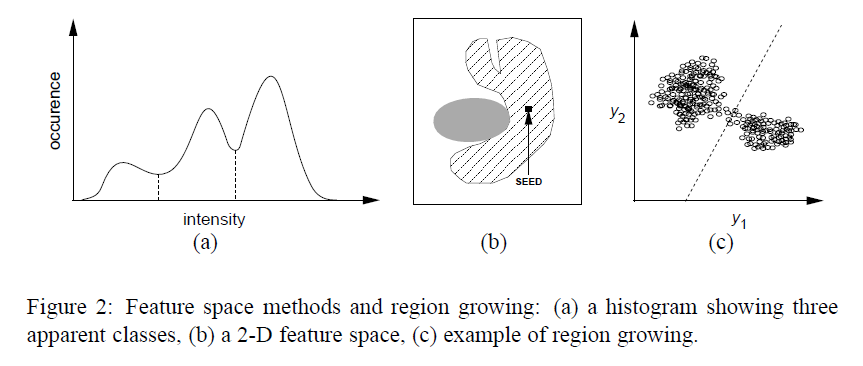 occurence
intensity
(a)
SEED
(b)
y2
y1
(c)
Figure 2: Feature space methods and region growing: (a) a histogram showing three
apparent classes, (b) a 2-D feature space, (c) example of region growing.